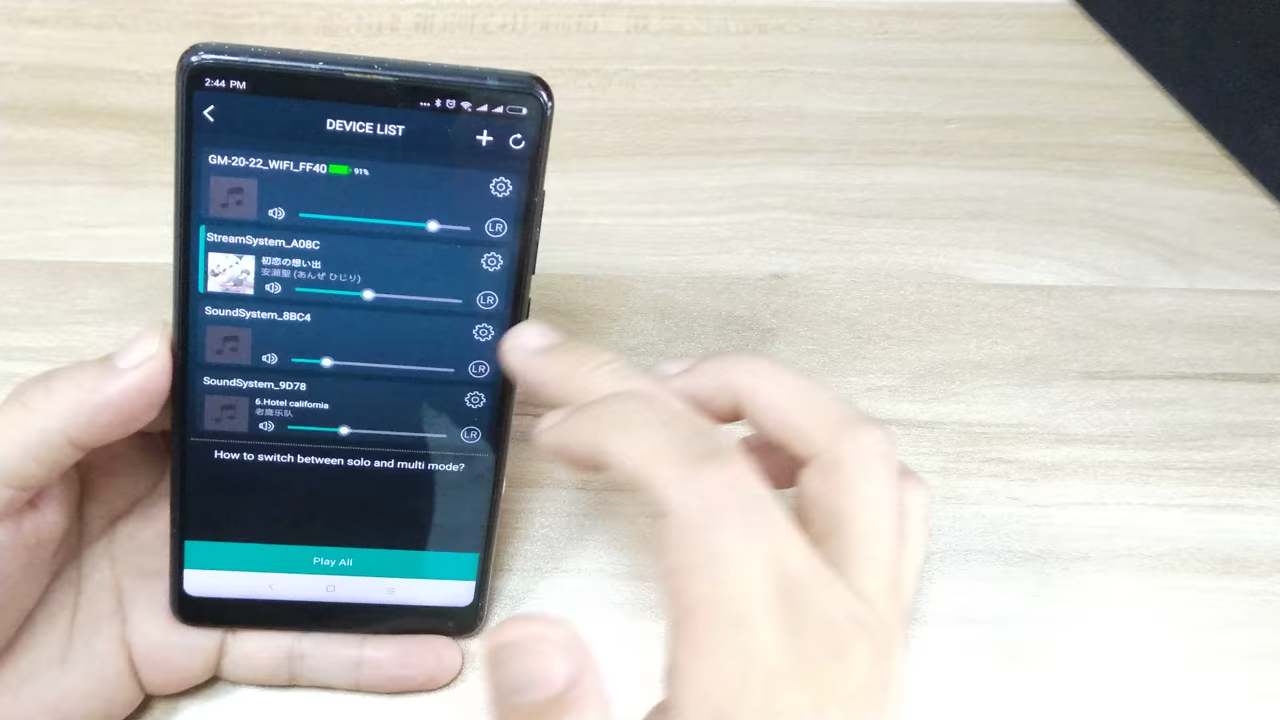 2:44 PM
DEVICE LIST
GM-20-22_WIFI_FF40 91%
LR
StreamSystem_A08C
初恋の想い出
安瀬聖 (あんぜ ひじり)
LR
SoundSystem_8BC4
LR
SoundSystem_9D78
6.Hotel california
老鹰乐队
LR
How to switch between solo and multi mode?
Play All